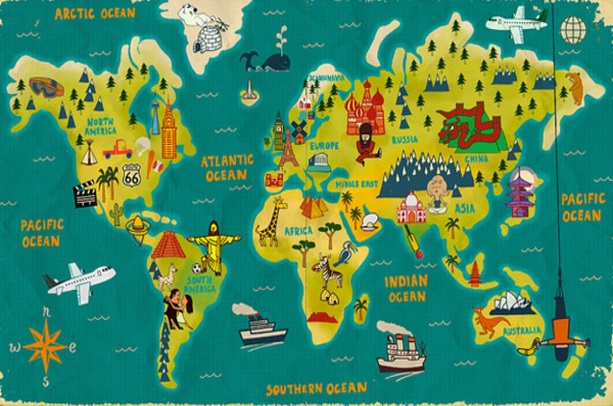 ARCTIC OCEAN
SCANDINAVIA
NORTH
AMERICA
ROUTE
66
ATLANTIC
OCEAN
EUROPE
RUSSIA
CHINA
MIDDLE EAST
ASIA
PACIFIC
OCEAN
PACIFIC
OCEAN
AFRICA
SOUTH
AMERICA
INDIAN
OCEAN
AUSTRALIA
n
w e
s
SOUTHERN OCEAN